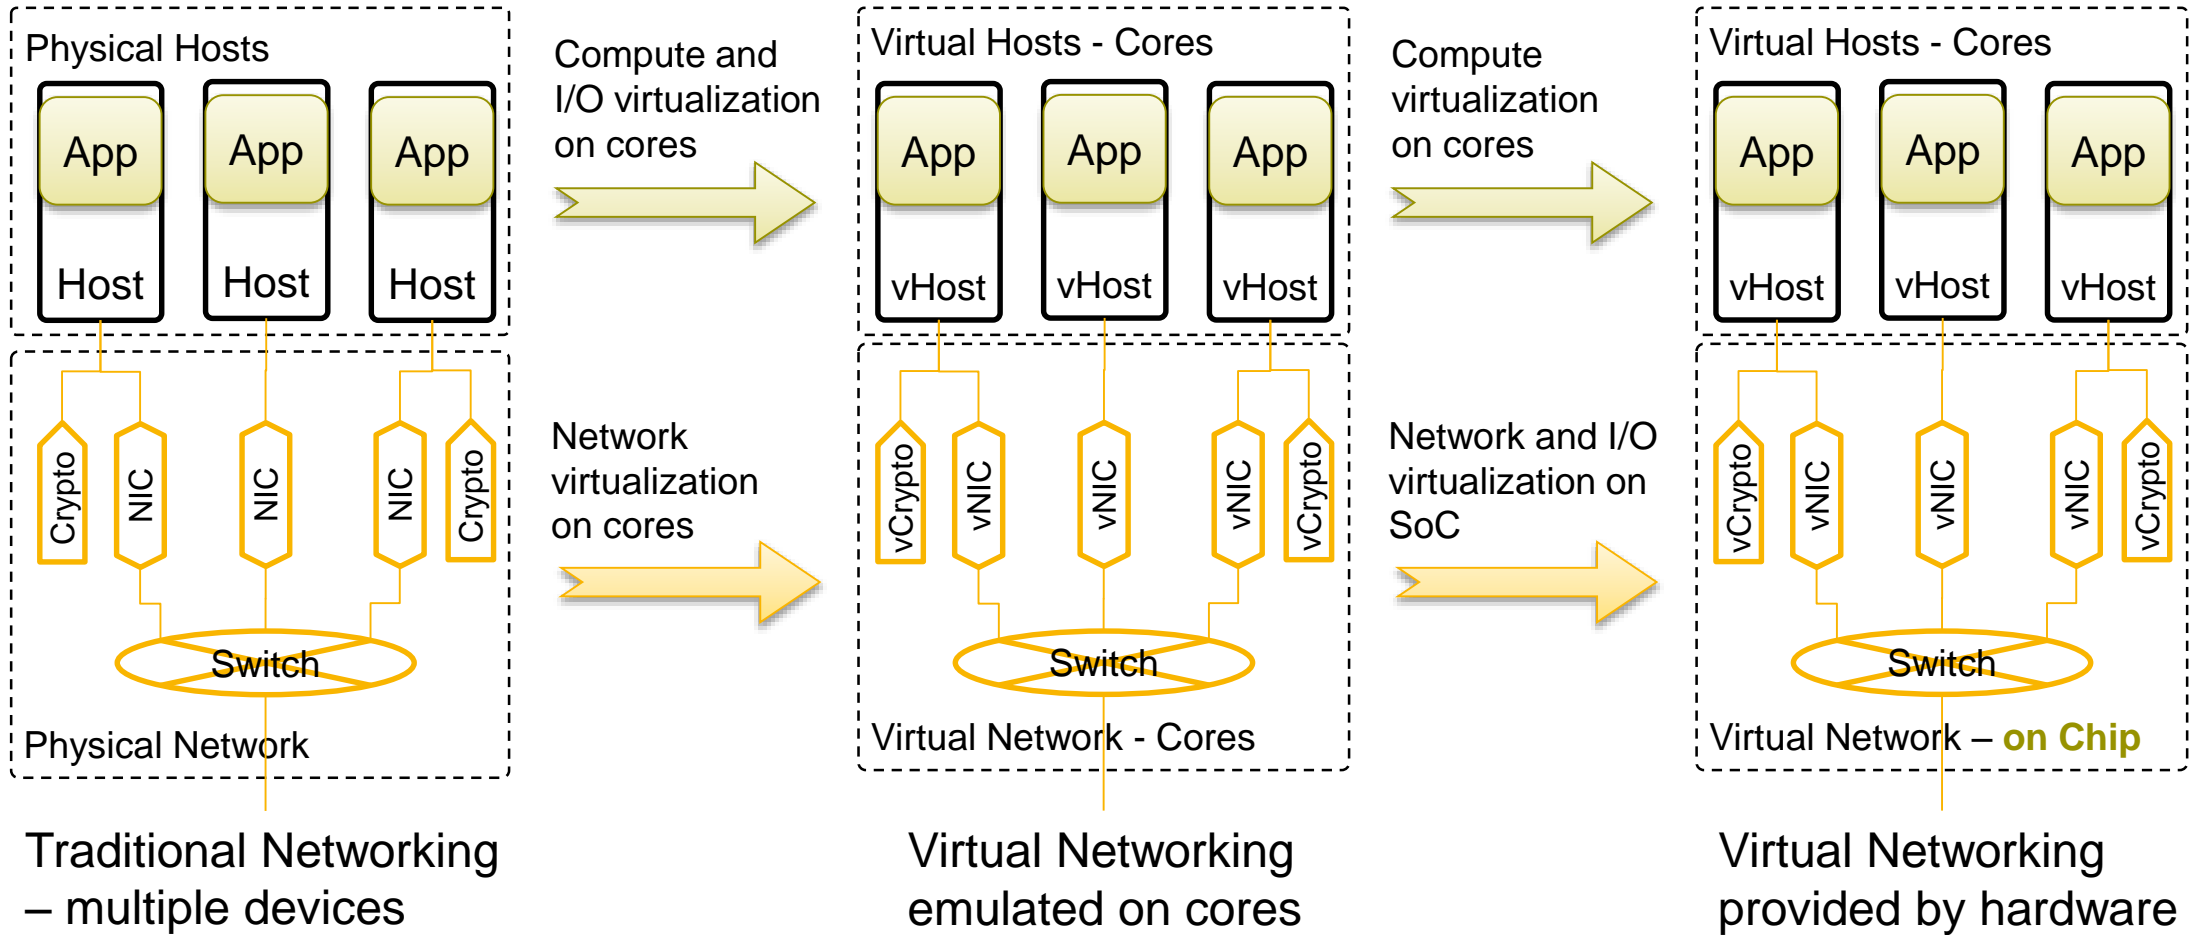 Physical Hosts
App
App
App
Host
Host
Host
Crypto
NIC
NIC
NIC
Crypto
Switch
Physical Network
Traditional Networking
– multiple devices
Compute and
I/O virtualization
on cores
Network
virtualization
on cores
Virtual Hosts - Cores
App
App
App
vHost
vHost
vHost
vCrypto
vNIC
vNIC
vNIC
vCrypto
Switch
Virtual Network - Cores
Virtual Networking
emulated on cores
Compute
virtualization
on cores
Network and I/O
virtualization on
SoC
Virtual Hosts - Cores
App
App
App
vHost
vHost
vHost
vCrypto
vNIC
vNIC
vNIC
vCrypto
Switch
Virtual Network – on Chip
Virtual Networking
provided by hardware